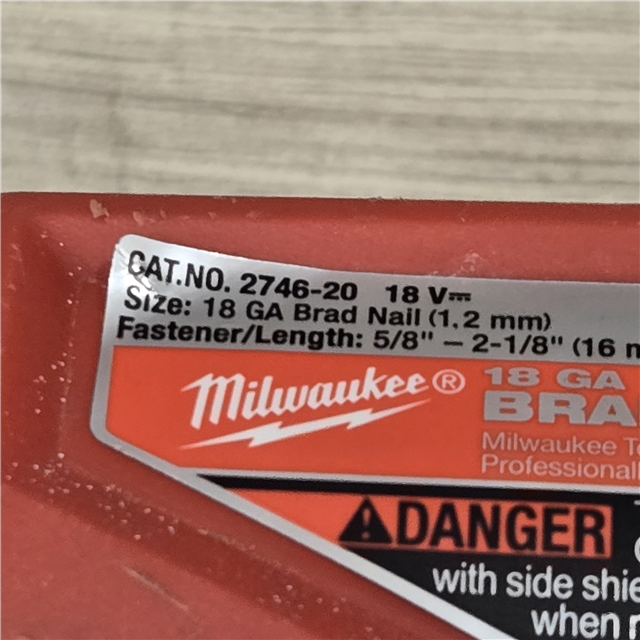 CAT.NO. 2746-20 18 V⎓
Size: 18 GA Brad Nail (1.2 mm)
Fastener/Length: 5/8" – 2-1/8" (16 m
Milwaukee®
18 GA
BRA
Milwaukee T
Professional
DANGER
with side shie
when